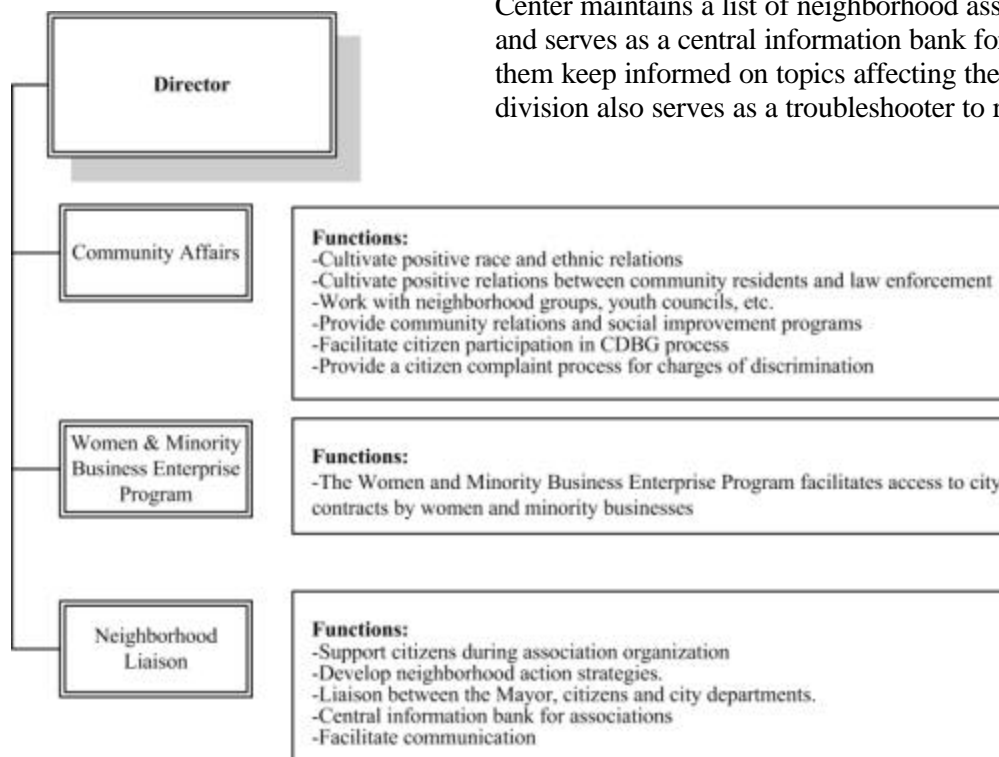 Center maintains a list of neighborhood ass
and serves as a central information bank for
them keep informed on topics affecting the
division also serves as a troubleshooter to
Director
Community Affairs
Functions:
-Cultivate positive race and ethnic relations
-Cultivate positive relations between community residents and law enforcement
-Work with neighborhood groups, youth councils, etc.
-Provide community relations and social improvement programs
-Facilitate citizen participation in CDBG process
-Provide a citizen complaint process for charges of discrimination
Women & Minority
Business Enterprise
Program
Functions:
-The Women and Minority Business Enterprise Program facilitates access to city
contracts by women and minority businesses
Neighborhood
Liaison
Functions:
-Support citizens during association organization
-Develop neighborhood action strategies.
-Liaison between the Mayor, citizens and city departments.
-Central information bank for associations
-Facilitate communication